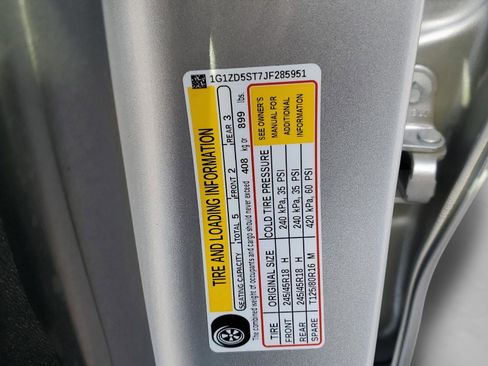 1G1ZD5ST7JF285951
TIRE AND LOADING INFORMATION
SEATING CAPACITY TOTAL 5 FRONT 2 REAR 3
The combined weight of occupants and cargo should never exceed 408 kg or 899 lbs.
TIRE ORIGINAL SIZE COLD TIRE PRESSURE
FRONT 245/45R18 H 240 kPa, 35 PSI
REAR 245/45R18 H 240 kPa, 35 PSI
SPARE T125/80R16 M 420 kPa, 60 PSI
SEE OWNER'S
MANUAL FOR
ADDITIONAL
INFORMATION